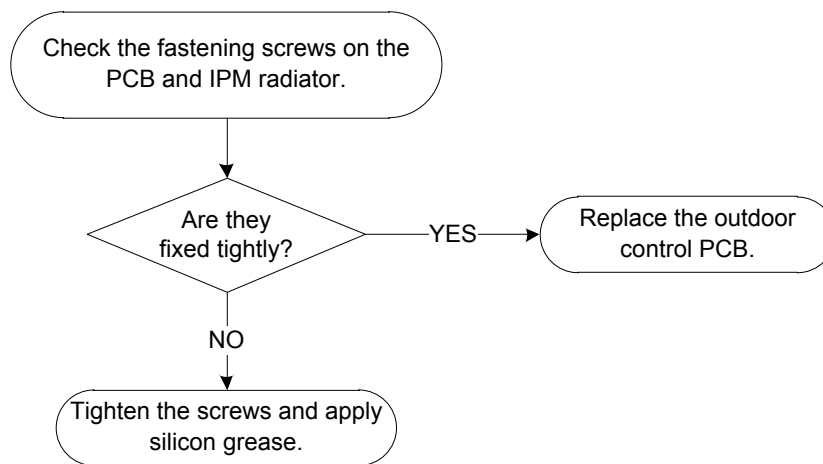 Check the fastening screws on the
PCB and IPM radiator.
Are they
fixed tightly?
YES
Replace the outdoor
control PCB.
NO
Tighten the screws and apply
silicon grease.